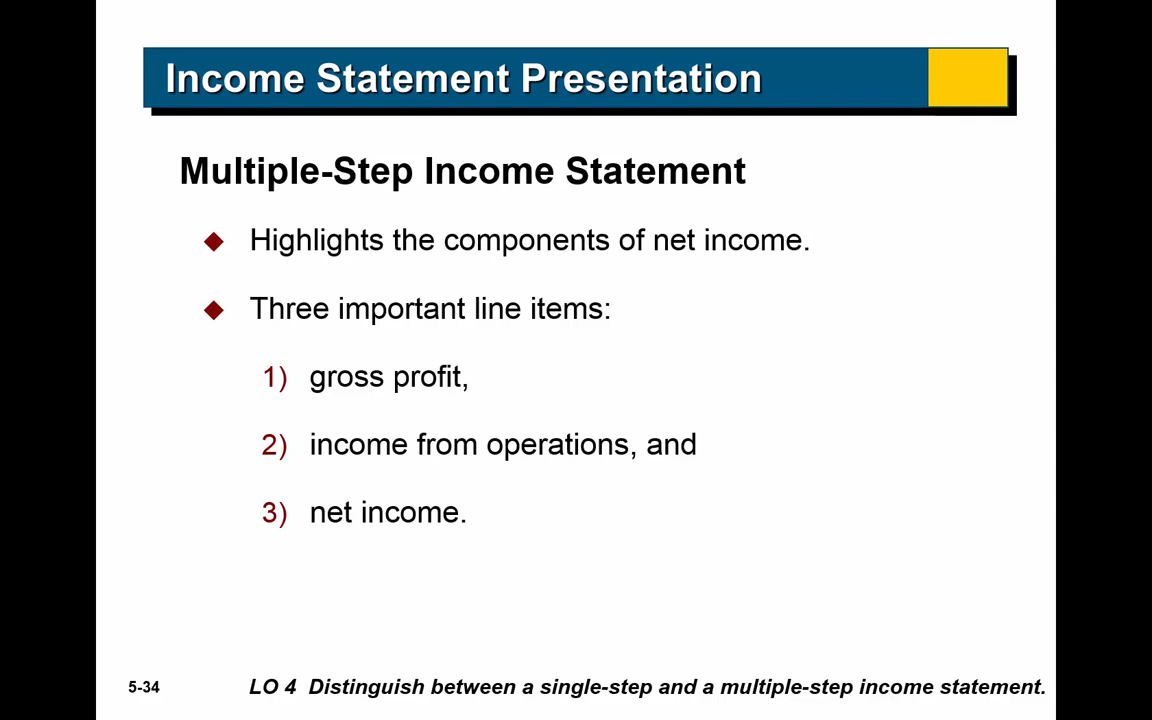 Income Statement Presentation
Multiple-Step Income Statement
Highlights the components of net income.
Three important line items:
1) gross profit,
2) income from operations, and
3) net income.
5-34 LO 4 Distinguish between a single-step and a multiple-step income statement.